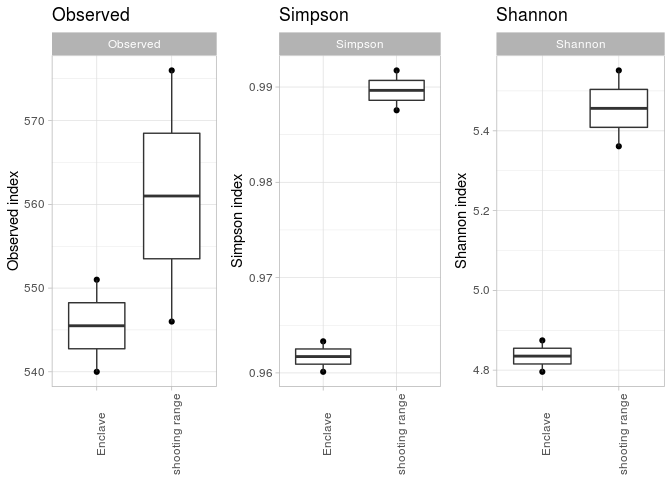 Observed
Observed
Observed index
570
560
550
540
Enclave
shooting range
Simpson
Simpson
Simpson index
0.99
0.98
0.97
0.96
Enclave
shooting range
Shannon
Shannon
Shannon index
5.4
5.2
5.0
4.8
Enclave
shooting range